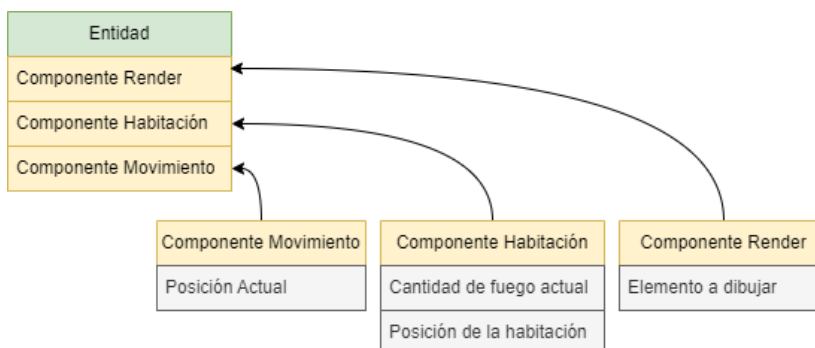 Entidad
Componente Render
Componente Habitación
Componente Movimiento
Componente Movimiento
Posición Actual
Componente Habitación
Cantidad de fuego actual
Posición de la habitación
Componente Render
Elemento a dibujar